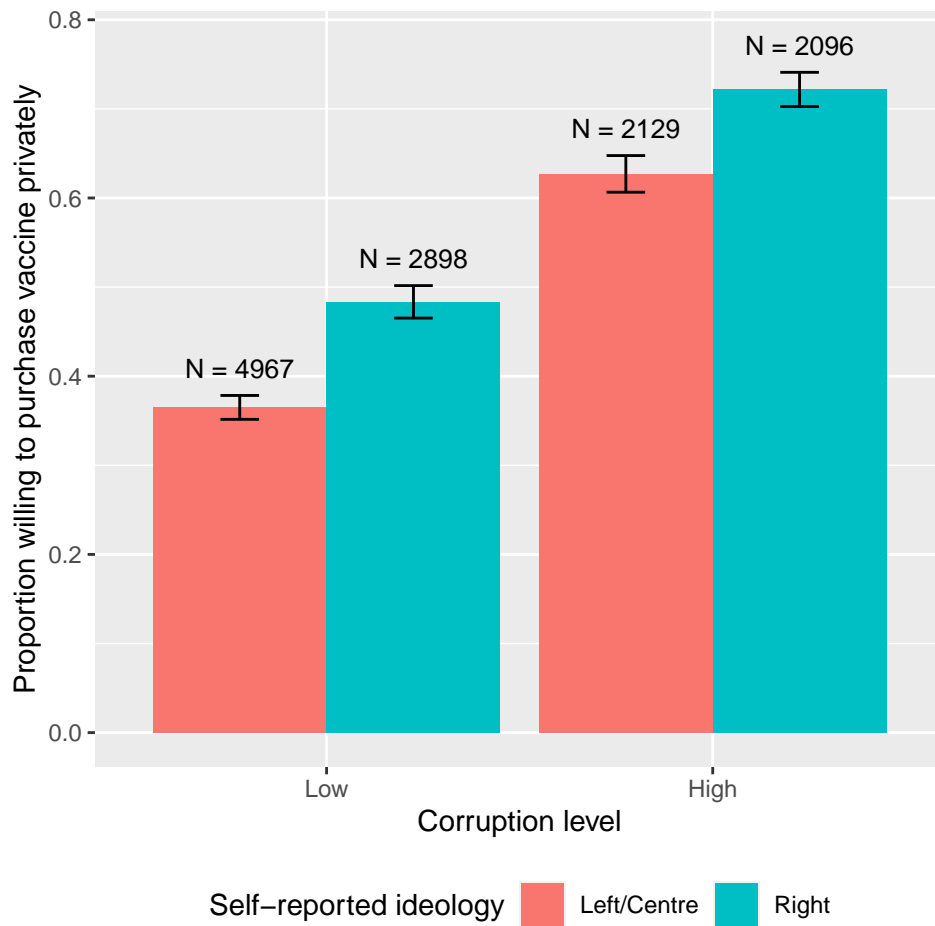 Proportion willing to purchase vaccine privately
0.8
0.6
0.4
0.2
0.0
N = 4967
N = 2898
N = 2129
N = 2096
Low
High
Corruption level
Self−reported ideology
Left/Centre
Right